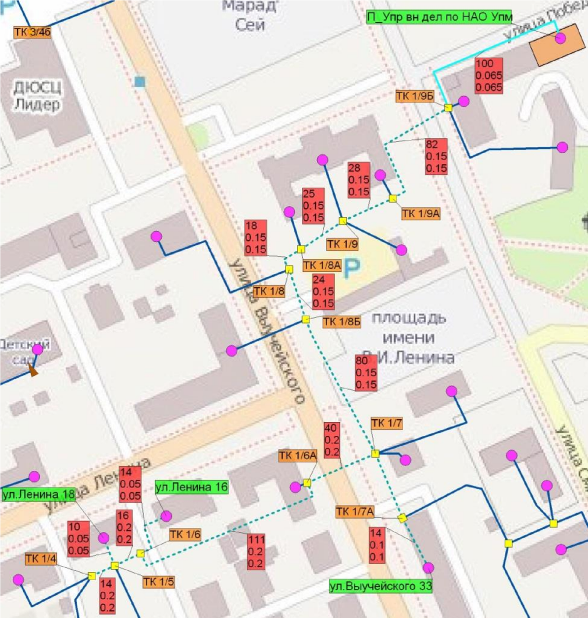 Марад'
Сей
П_Упр вн дел по НАО Упм
улица Побед
ТК 3/46
ДЮСЦ
Лидер
100
0.065
0.065
ТК 1/9Б
82
0.15
0.15
28
0.15
0.15
25
0.15
0.15
ТК 1/9А
18
0.15
0.15
ТК 1/9
ТК 1/8А
P
ТК 1/8
24
0.15
0.15
ТК 1/8Б
улица Выучейского
площадь
имени
В.И.Ленина
Детский
сад
80
0.15
0.15
ТК 1/7
40
0.2
0.2
ТК 1/6А
улица Ленина
14
0.05
0.05
ул.Ленина 16
ул.Ленина 18
16
0.2
0.2
10
0.05
0.05
ТК 1/6
111
0.2
0.2
ТК 1/7А
14
0.1
0.1
ТК 1/4
ТК 1/5
14
0.2
0.2
ул.Выучейского 33
улица См